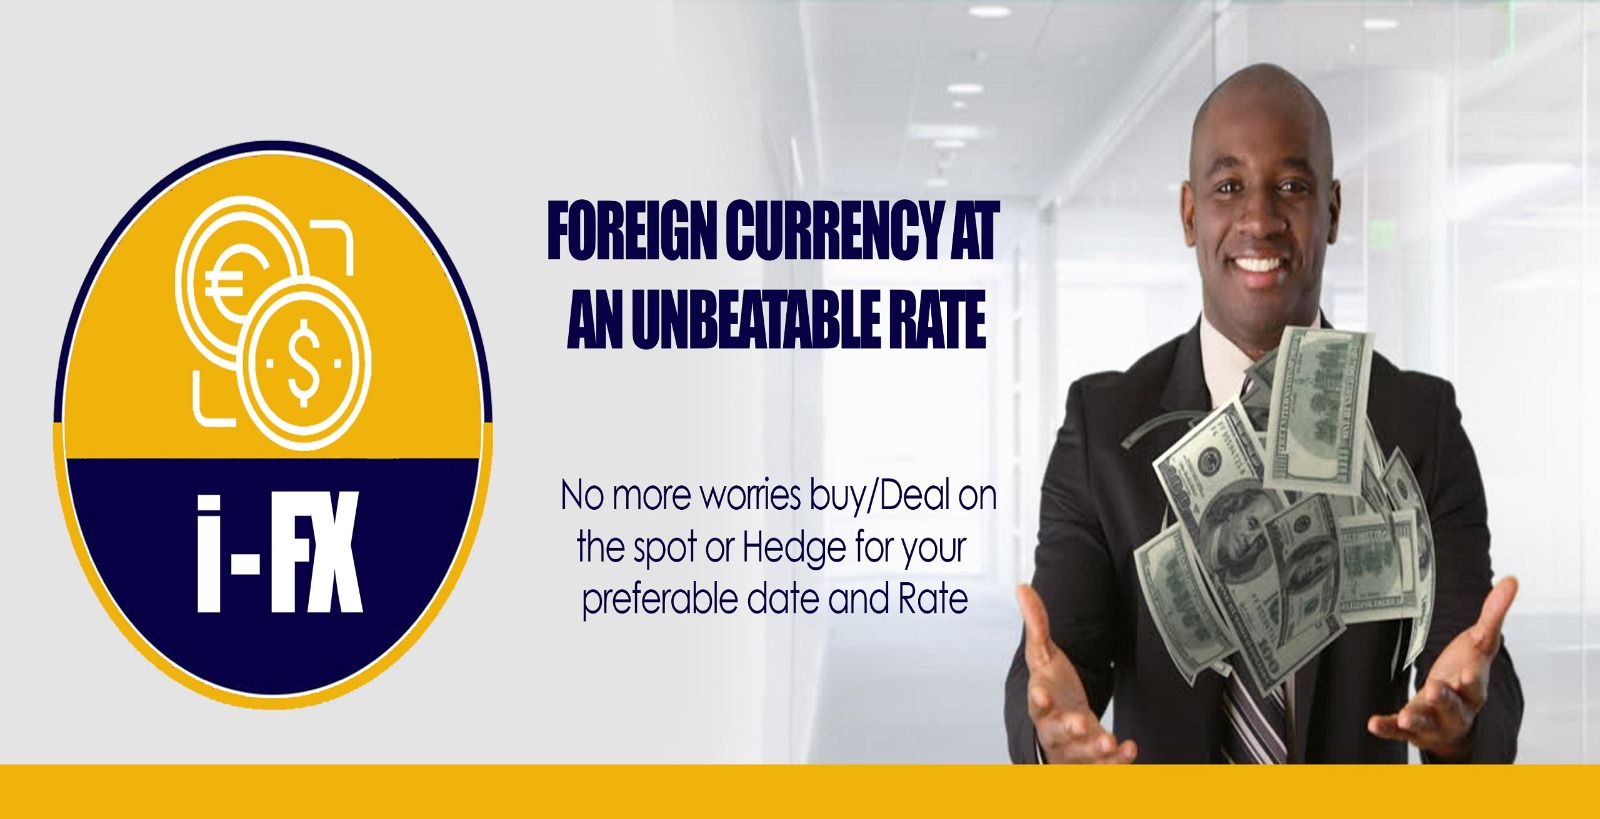 i-FX
FOREIGN CURRENCY AT
AN UNBEATABLE RATE
No more worries buy/Deal on
the spot or Hedge for your
preferable date and Rate